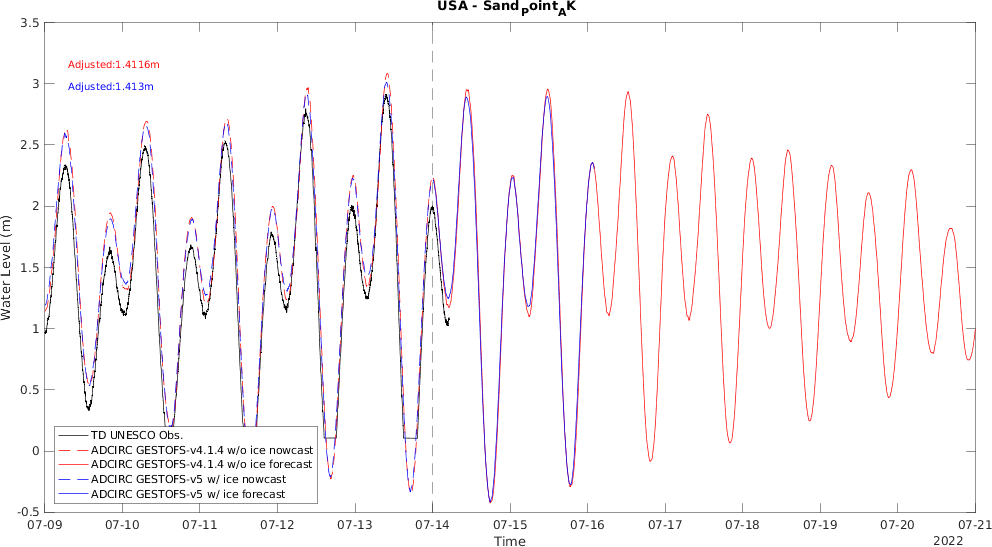 USA - SandPointAK
3.5
3
2.5
2
1.5
1
0.5
0
-0.5
Water Level (m)
Adjusted:1.4116m
Adjusted:1.413m
TD UNESCO Obs.
ADCIRC GESTOFS-v4.1.4 w/o ice nowcast
ADCIRC GESTOFS-v4.1.4 w/o ice forecast
ADCIRC GESTOFS-v5 w/ ice nowcast
ADCIRC GESTOFS-v5 w/ ice forecast
07-09 07-10 07-11 07-12 07-13 07-14 07-15 07-16 07-17 07-18 07-19 07-20 07-21
Time
2022